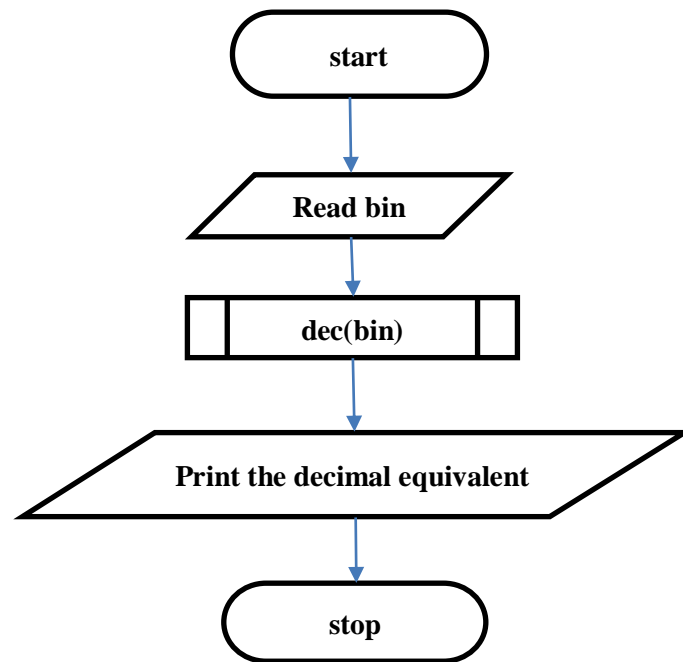 start
Read bin
dec(bin)
Print the decimal equivalent
stop